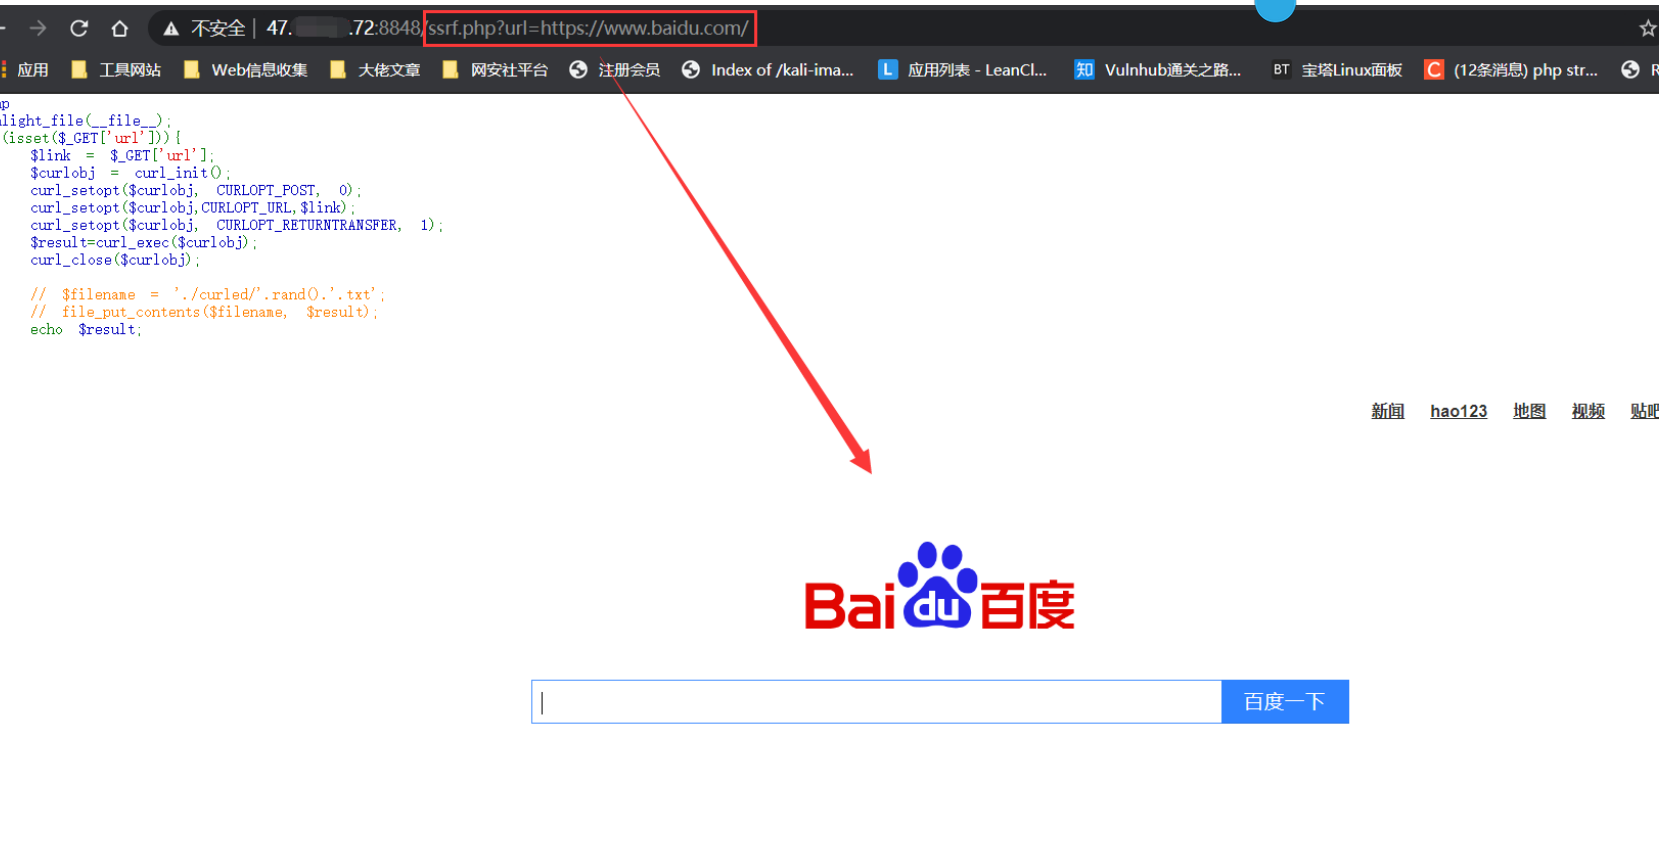 不安全 | 47. .72:8848/ssrf.php?url=https://www.baidu.com/
应用 工具网站 Web信息收集 大佬文章 网安社平台 注册会员 Index of /kali-ima... L 应用列表 - LeanCl... 知 Vulnhub通关之路... BT 宝塔Linux面板 C (12条消息) php str... R
light_file(__file__);
(isset($_GET['url'])){
$link = $_GET['url'];
$curlobj = curl_init();
curl_setopt($curlobj, CURLOPT_POST, 0);
curl_setopt($curlobj,CURLOPT_URL,$link);
curl_setopt($curlobj, CURLOPT_RETURNTRANSFER, 1);
$result=curl_exec($curlobj);
curl_close($curlobj);
// $filename = './curled/'.rand().'.txt';
// file_put_contents($filename, $result);
echo $result;
新闻 hao123 地图 视频 贴吧
Bai du 百度
百度一下